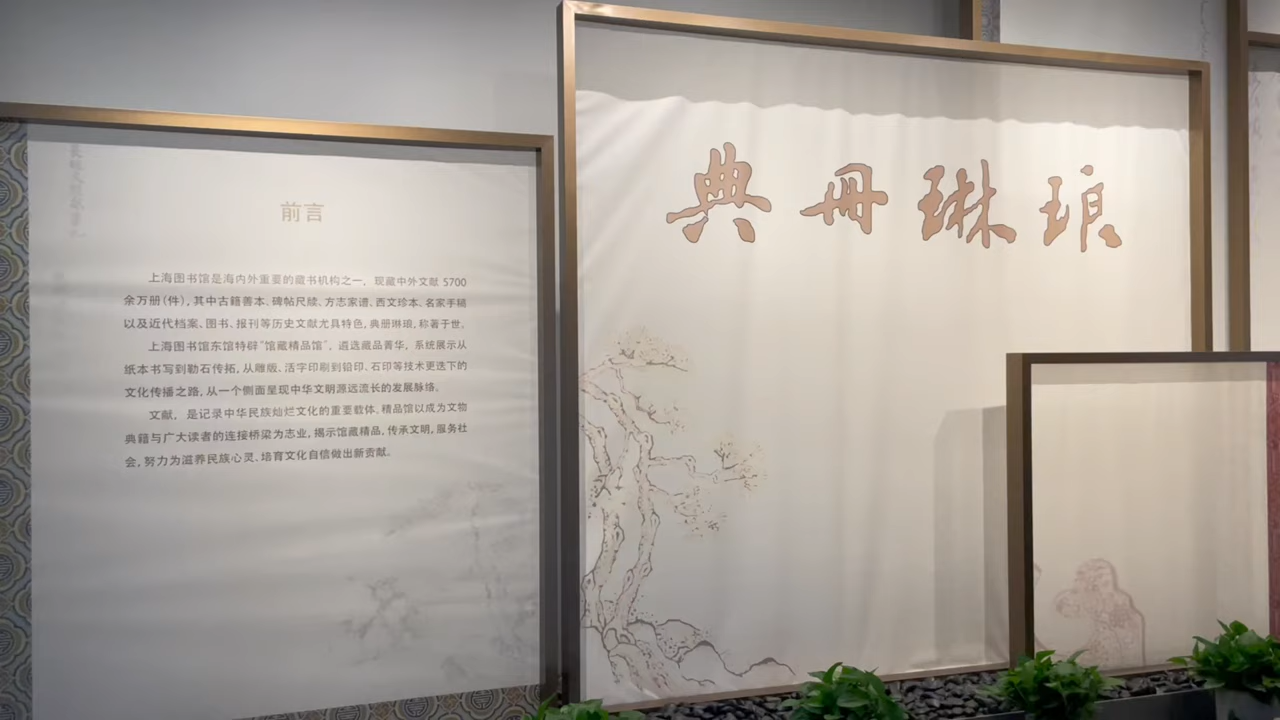 前言
上海图书馆是海内外重要的藏书机构之一，现藏中外文献 5700
余万册（件），其中古籍善本、碑帖尺牍、方志家谱、西文珍本、名家手稿
以及近代档案、图书、报刊等历史文献尤具特色，典册琳琅，称著于世。
上海图书馆东馆特辟“馆藏精品馆”，遴选藏品菁华，系统展示从
纸本书写到勒石传拓，从雕版、活字印刷到铅印、石印等技术更迭下的
文化传播之路，从一个侧面呈现中华文明源远流长的发展脉络。
文献，是记录中华民族灿烂文化的重要载体。精品馆以成为文物
典籍与广大读者的连接桥梁为志业，揭示馆藏精品，传承文明，服务社
会，努力为滋养民族心灵、培育文化自信做出新贡献。
典册琳琅